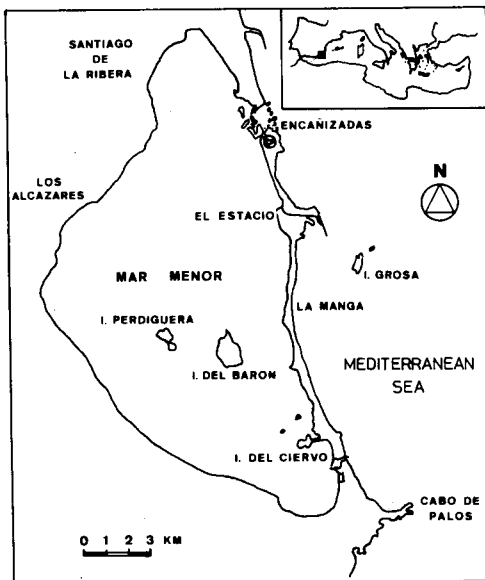 SANTIAGO
DE
LA RIBERA
ENCAÑIZADAS
LOS
ALCAZARES
N
EL ESTACIO
I. GROSA
MAR MENOR
LA MANGA
I. PERDIGUERA
I. DEL BARON
MEDITERRANEAN
SEA
I. DEL CIERVO
CABO DE
PALOS
0 1 2 3 KM